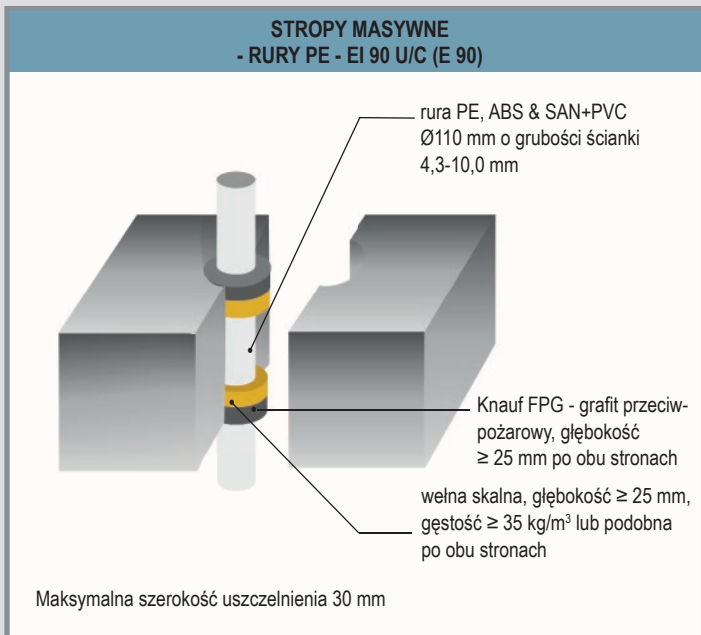 STROPY MASYWNE
- RURY PE - EI 90 U/C (E 90)
rura PE, ABS & SAN+PVC
Ø110 mm o grubości ścianki
4,3-10,0 mm
Knauf FPG - grafit przeciw-
pożarowy, głębokość
≥ 25 mm po obu stronach
wełna skalna, głębokość ≥ 25 mm,
gęstość ≥ 35 kg/m³ lub podobna
po obu stronach
Maksymalna szerokość uszczelnienia 30 mm